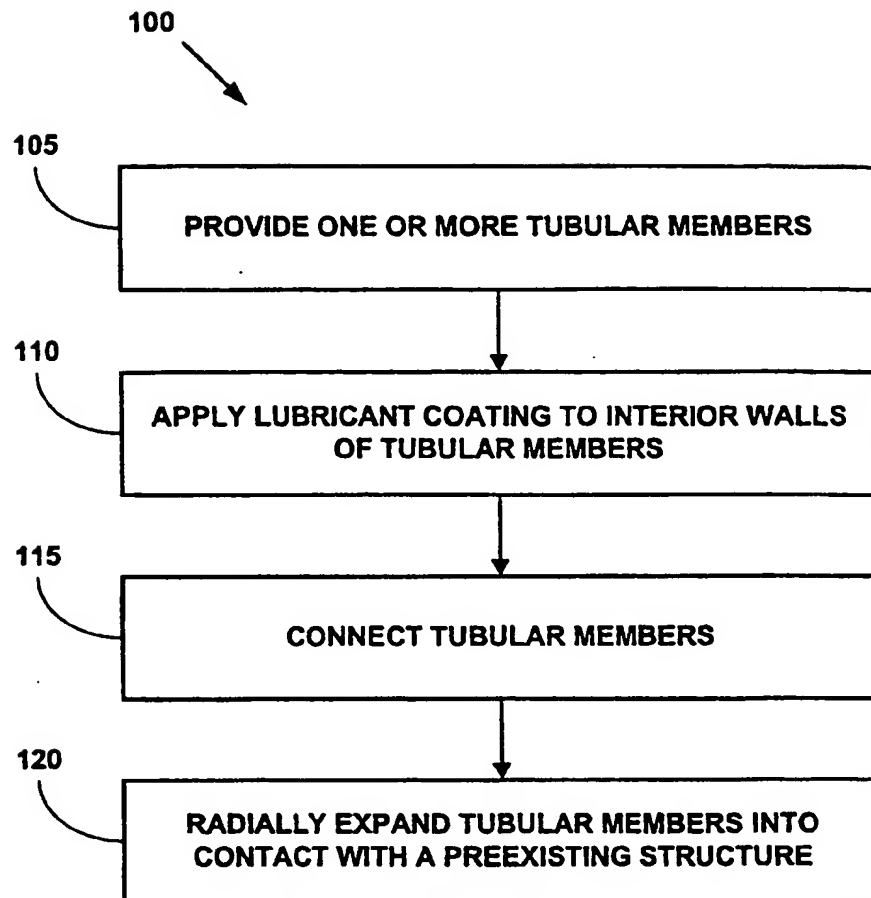 100
105
PROVIDE ONE OR MORE TUBULAR MEMBERS
110
APPLY LUBRICANT COATING TO INTERIOR WALLS
OF TUBULAR MEMBERS
115
CONNECT TUBULAR MEMBERS
120
RADIALLY EXPAND TUBULAR MEMBERS INTO
CONTACT WITH A PREEXISTING STRUCTURE